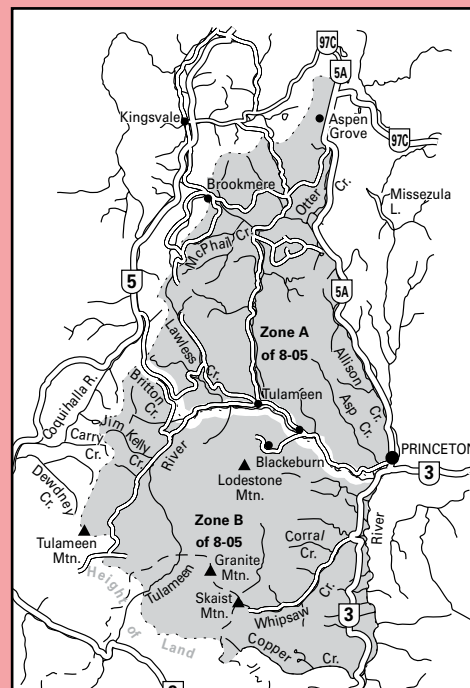 97C
5A
Kingsvale
Aspen
Grove
97C
Brookmere
Otter Cr.
Missezula
L.
McPhail Cr.
5
5A
Zone A
of 8-05
Lawless Cr.
Allison Cr.
Coquihalla R.
Britton
Cr.
Tulameen
Asp Cr.
Jim Kelly
Cr.
Carry
Cr.
River
PRINCETON
Blackeburn
3
Lodestone
Mtn.
Dewdney
Cr.
Zone B
of 8-05
River
Corral
Cr.
Tulameen
Mtn.
Granite
Mtn.
Tulameen
Height of Land
Skaist
Mtn.
Whipsaw Cr.
3
Copper Cr.